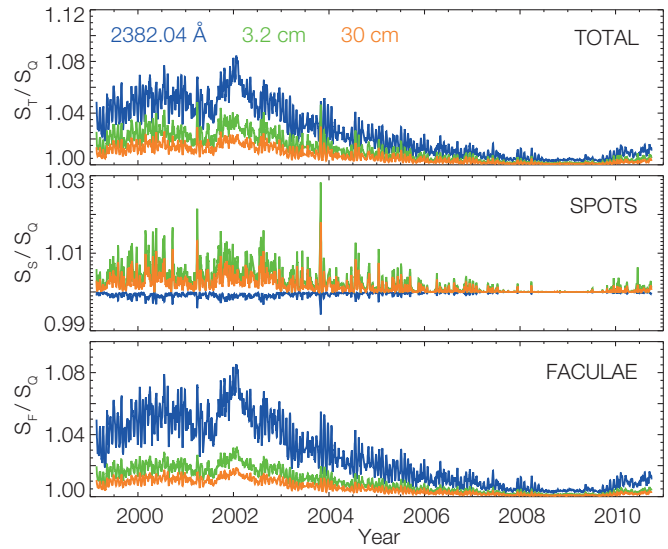 1.12
2382.04 Å 3.2 cm 30 cm
TOTAL
1.08
1.04
1.00
S_T / S_Q
1.03
SPOTS
1.01
0.99
S_S / S_Q
FACULAE
1.08
1.04
1.00
S_F / S_Q
2000 2002 2004 2006 2008 2010
Year